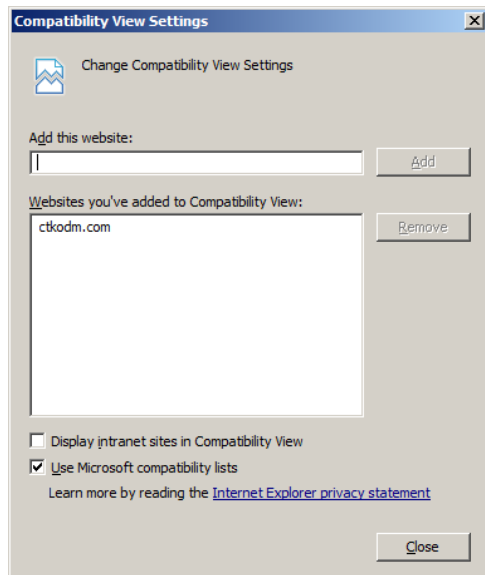 Compatibility View Settings
Change Compatibility View Settings
Add this website:
Add
Websites you've added to Compatibility View:
ctkodm.com
Remove
Display intranet sites in Compatibility View
Use Microsoft compatibility lists
Learn more by reading the Internet Explorer privacy statement
Close